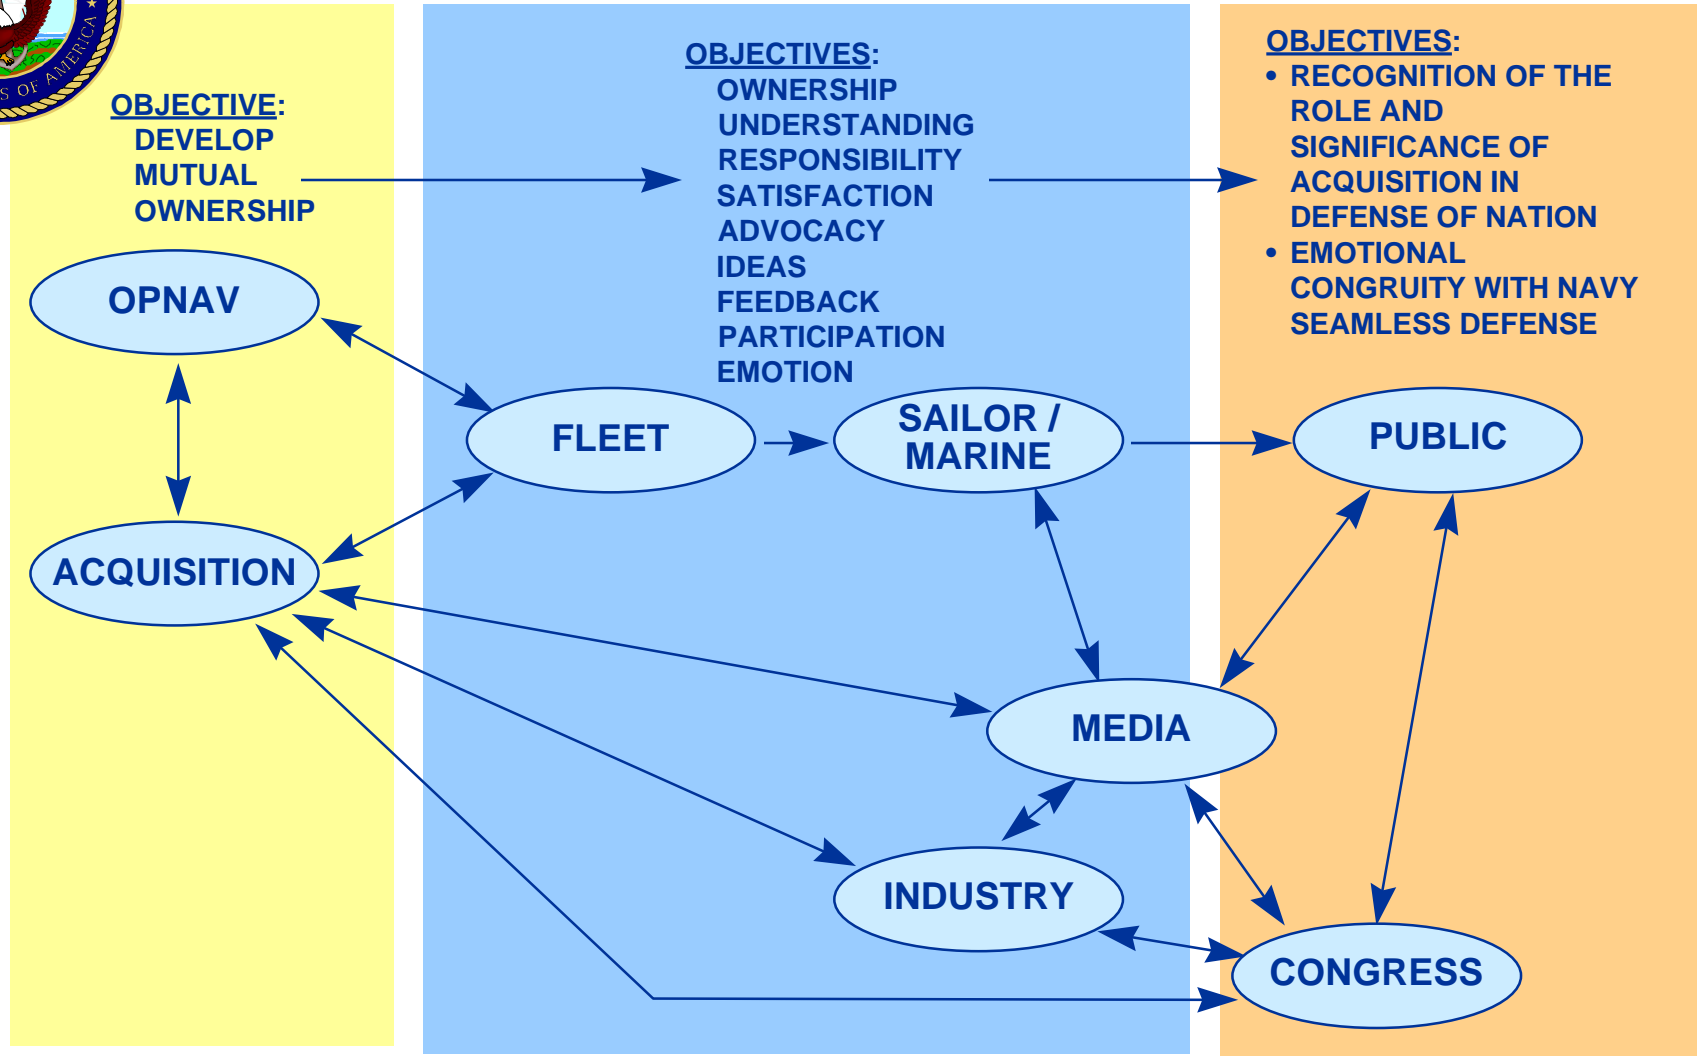 S OF AMERICA ★
OBJECTIVE:
DEVELOP
MUTUAL
OWNERSHIP
OBJECTIVES:
OWNERSHIP
UNDERSTANDING
RESPONSIBILITY
SATISFACTION
ADVOCACY
IDEAS
FEEDBACK
PARTICIPATION
EMOTION
OBJECTIVES:
• RECOGNITION OF THE
ROLE AND
SIGNIFICANCE OF
ACQUISITION IN
DEFENSE OF NATION
• EMOTIONAL
CONGRUITY WITH NAVY
SEAMLESS DEFENSE
OPNAV
FLEET
SAILOR /
MARINE
PUBLIC
ACQUISITION
MEDIA
INDUSTRY
CONGRESS